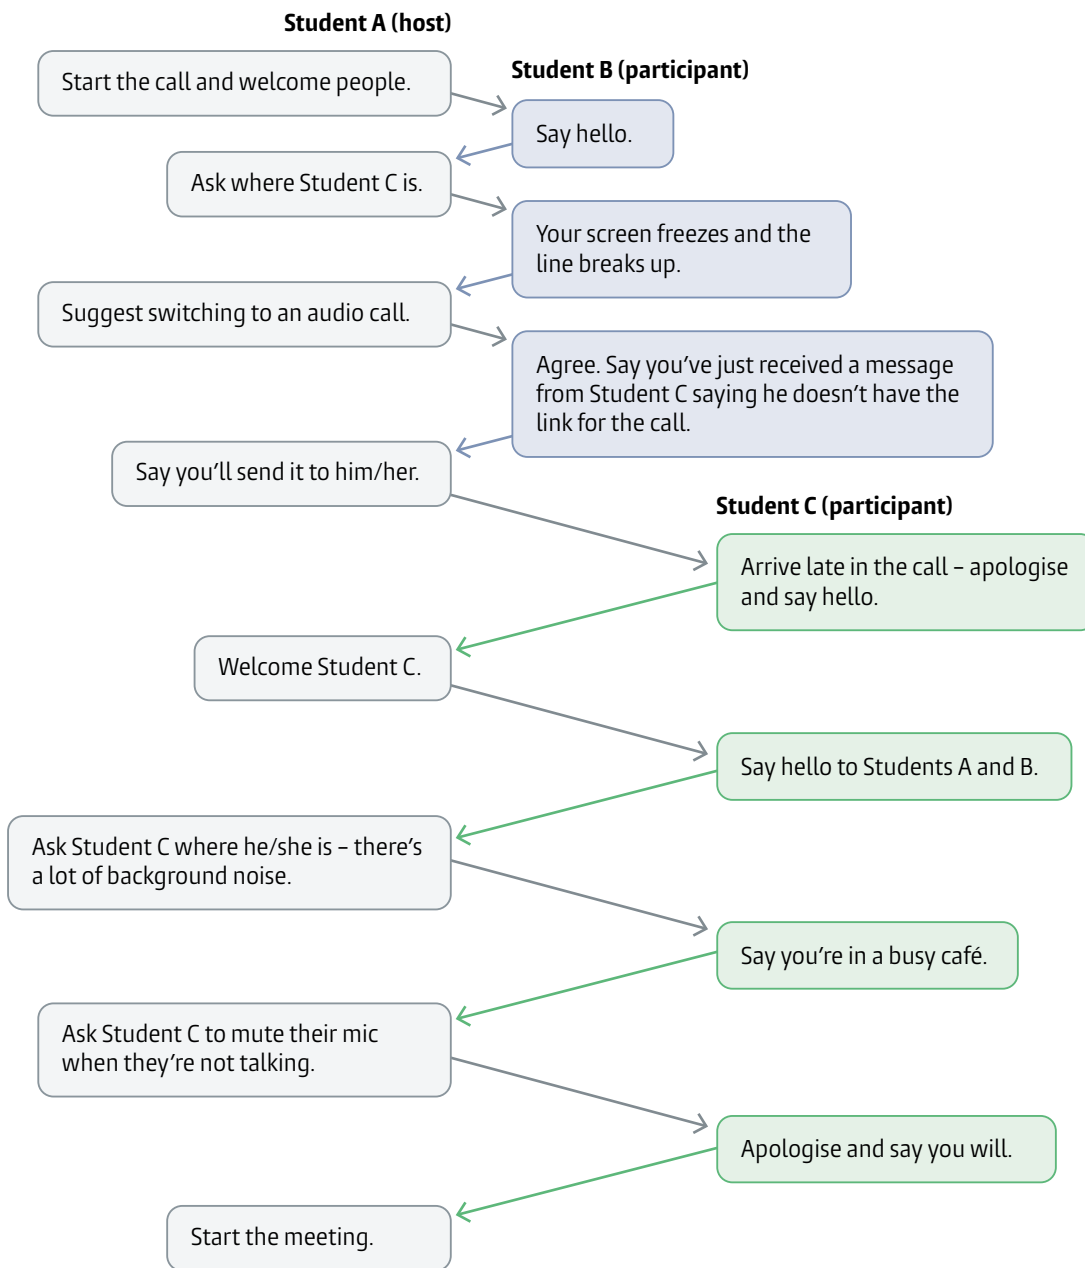 Student A (host)
Start the call and welcome people.
Student B (participant)
Say hello.
Ask where Student C is.
Your screen freezes and the
line breaks up.
Suggest switching to an audio call.
Agree. Say you’ve just received a message
from Student C saying he doesn’t have the
link for the call.
Say you’ll send it to him/her.
Student C (participant)
Arrive late in the call – apologise
and say hello.
Welcome Student C.
Say hello to Students A and B.
Ask Student C where he/she is – there’s
a lot of background noise.
Say you’re in a busy café.
Ask Student C to mute their mic
when they’re not talking.
Apologise and say you will.
Start the meeting.